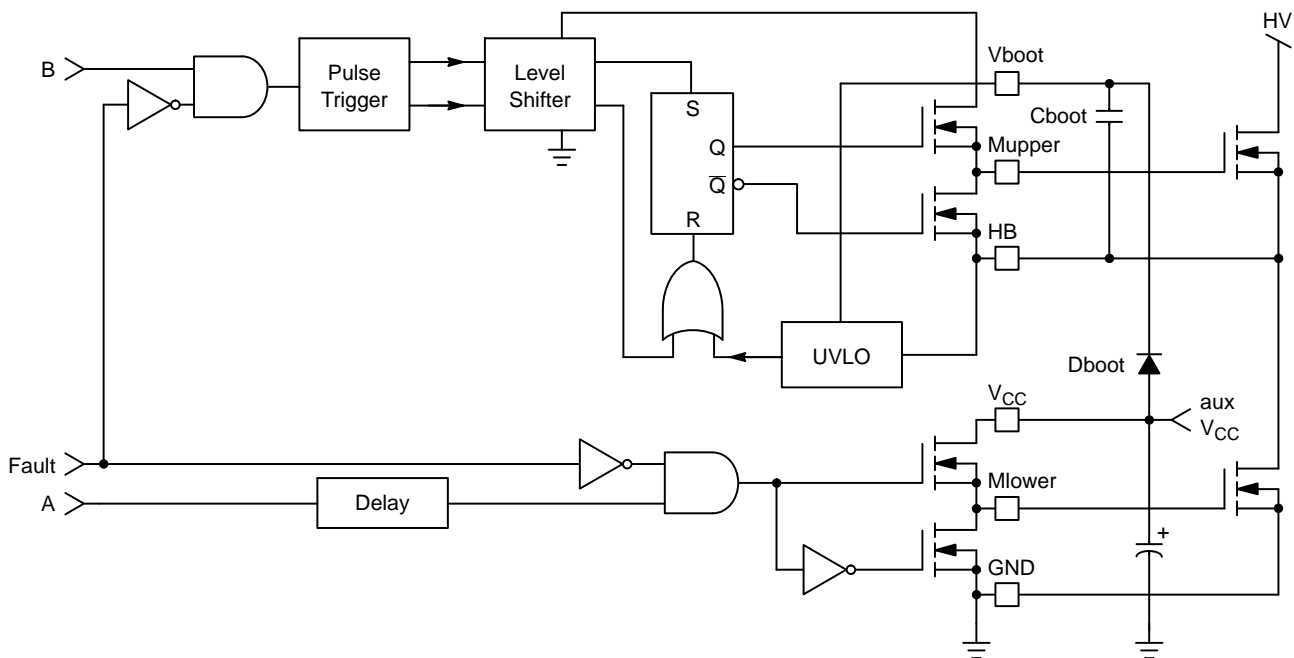 HV
B
Pulse
Trigger
Level
Shifter
Vboot
Cboot
S
Q
Q
R
Mupper
HB
UVLO
Dboot
VCC
aux
VCC
Fault
A
Delay
Mlower
+
GND